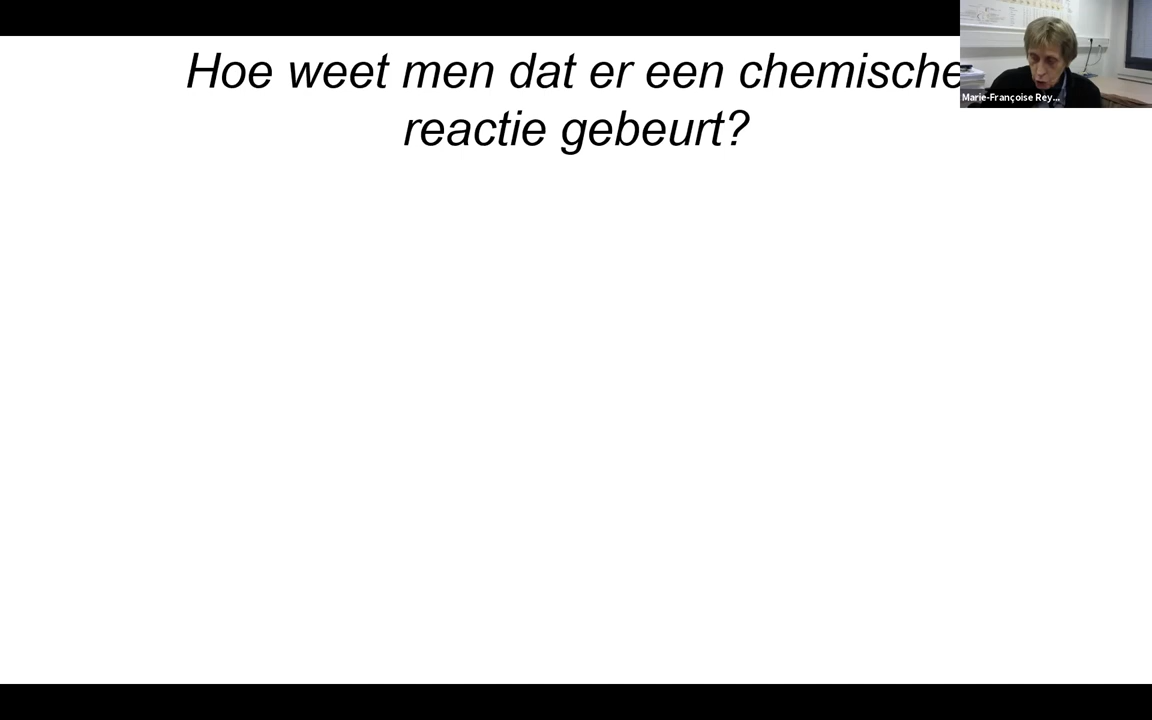 Hoe weet men dat er een chemische
reactie gebeurt?
Marie-Françoise Rey...